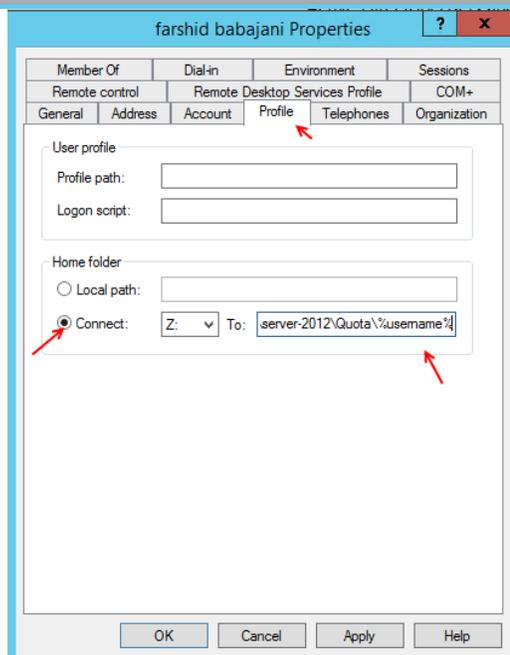 farshid babajani Properties
? x
Member Of Dial-in Environment Sessions
Remote control Remote Desktop Services Profile COM+
General Address Account Profile Telephones Organization
User profile
Profile path:
Logon script:
Home folder
Local path:
Connect: Z: To: .server-2012\Quota\%username%
OK Cancel Apply Help